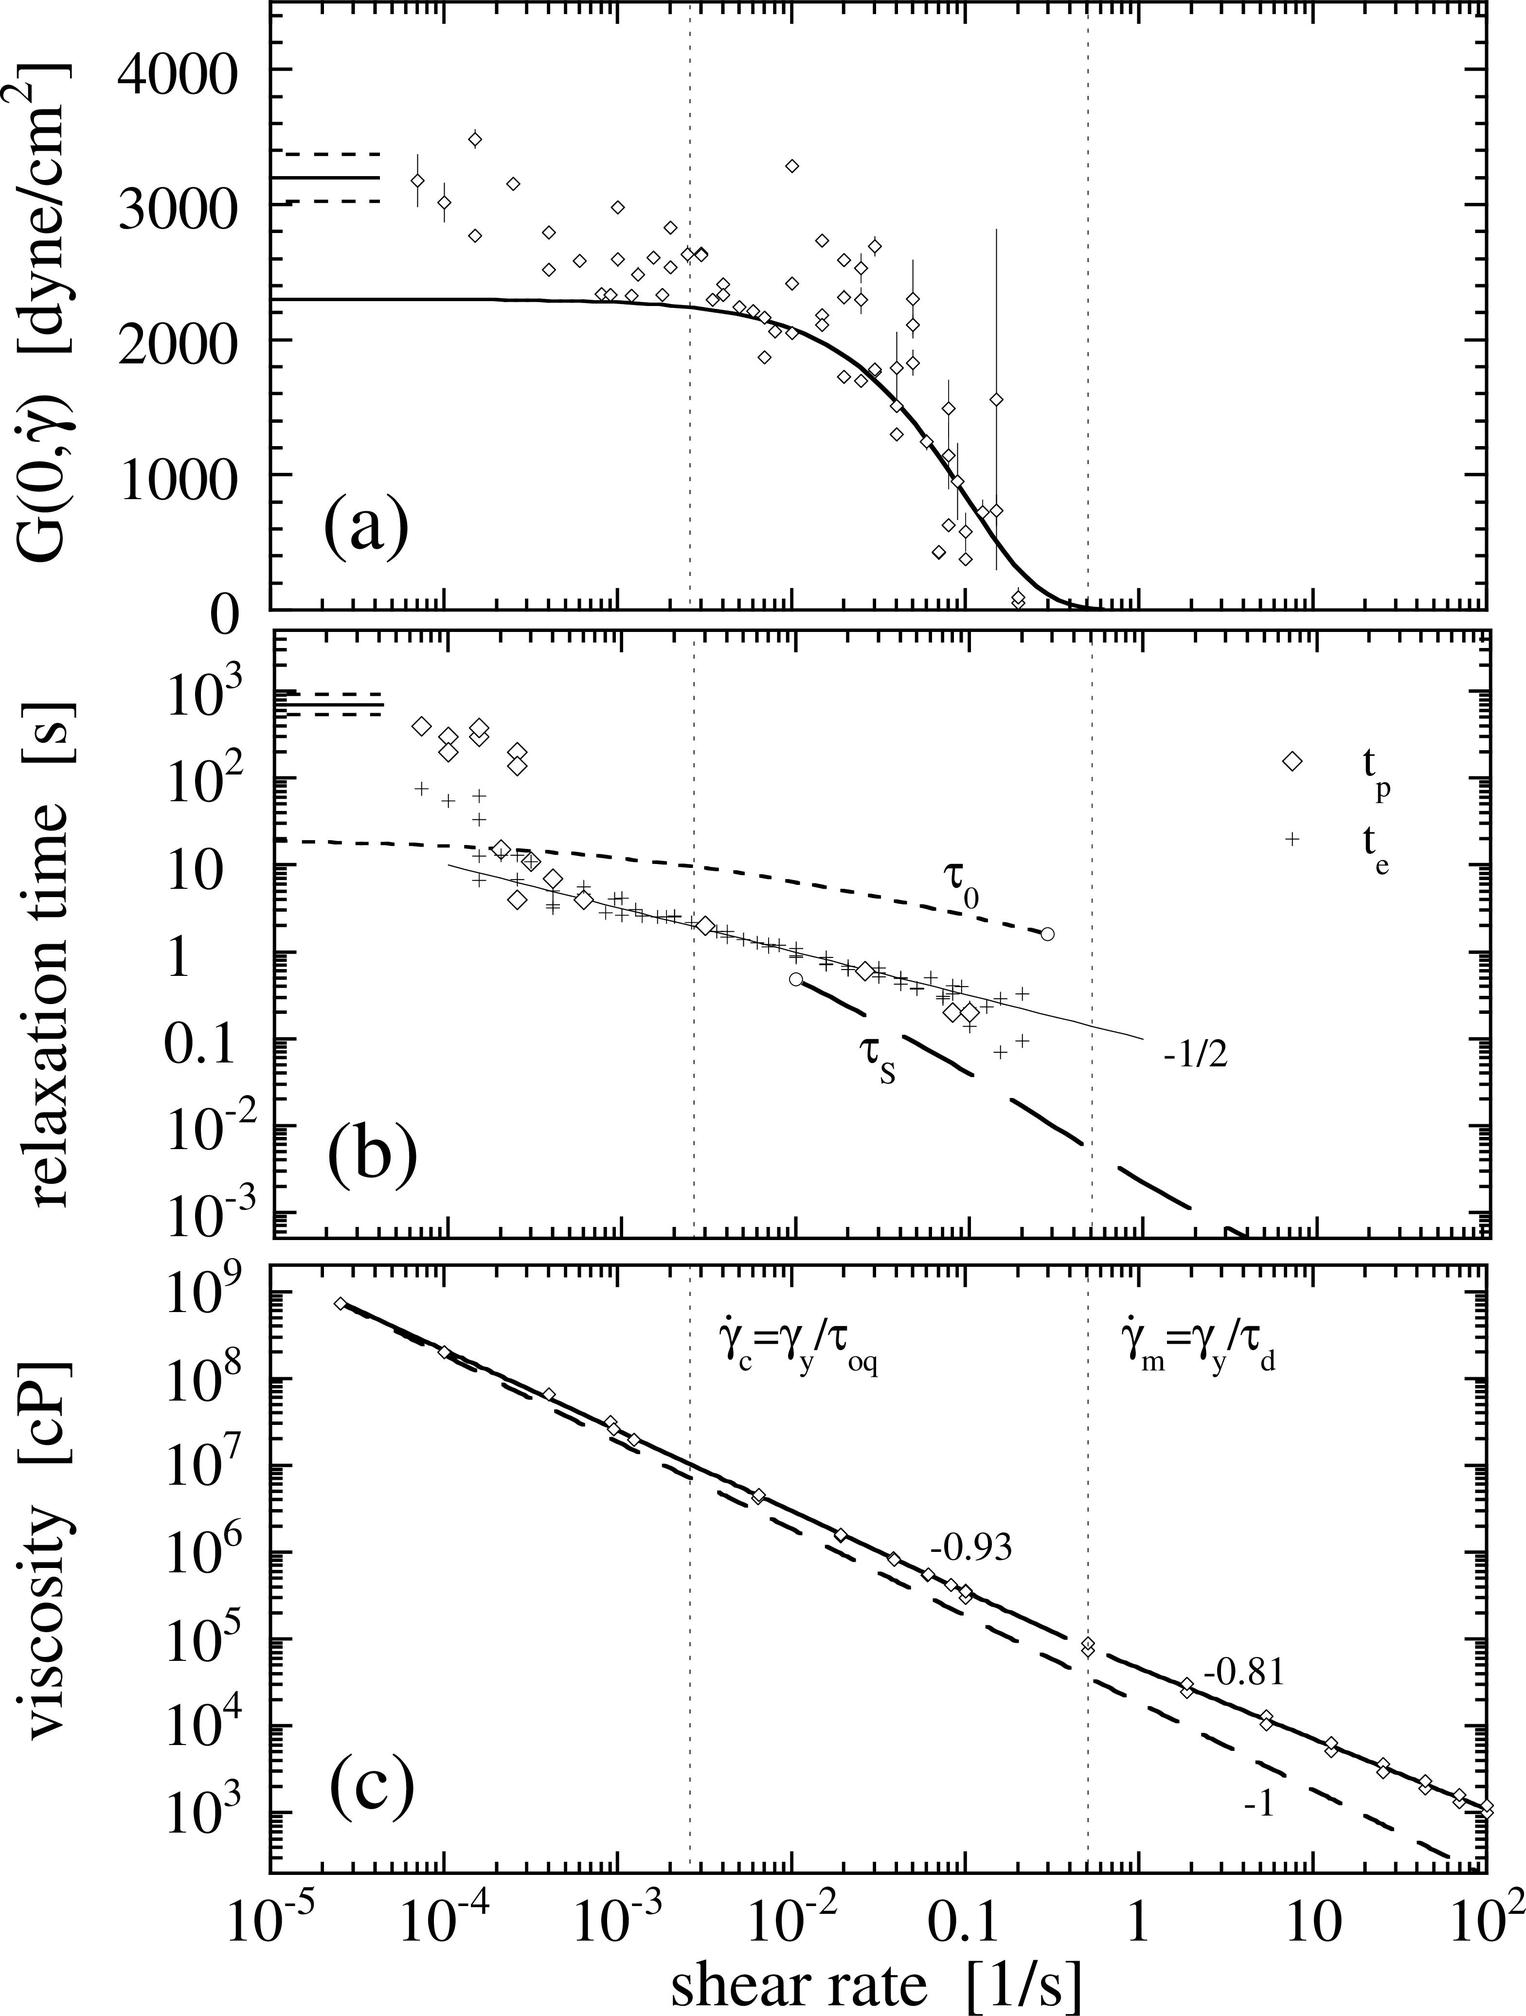 G(0,γ̇) [dyne/cm²]
4000
3000
2000
1000
0
(a)
relaxation time [s]
10³
10²
10
1
0.1
10⁻²
10⁻³
t_p
t_e
τ₀
τ_S
-1/2
(b)
viscosity [cP]
10⁹
10⁸
10⁷
10⁶
10⁵
10⁴
10³
γ̇_c=γ_y/τ_oq
γ̇_m=γ_y/τ_d
-0.93
-0.81
-1
(c)
10⁻⁵ 10⁻⁴ 10⁻³ 10⁻² 0.1 1 10 10²
shear rate [1/s]